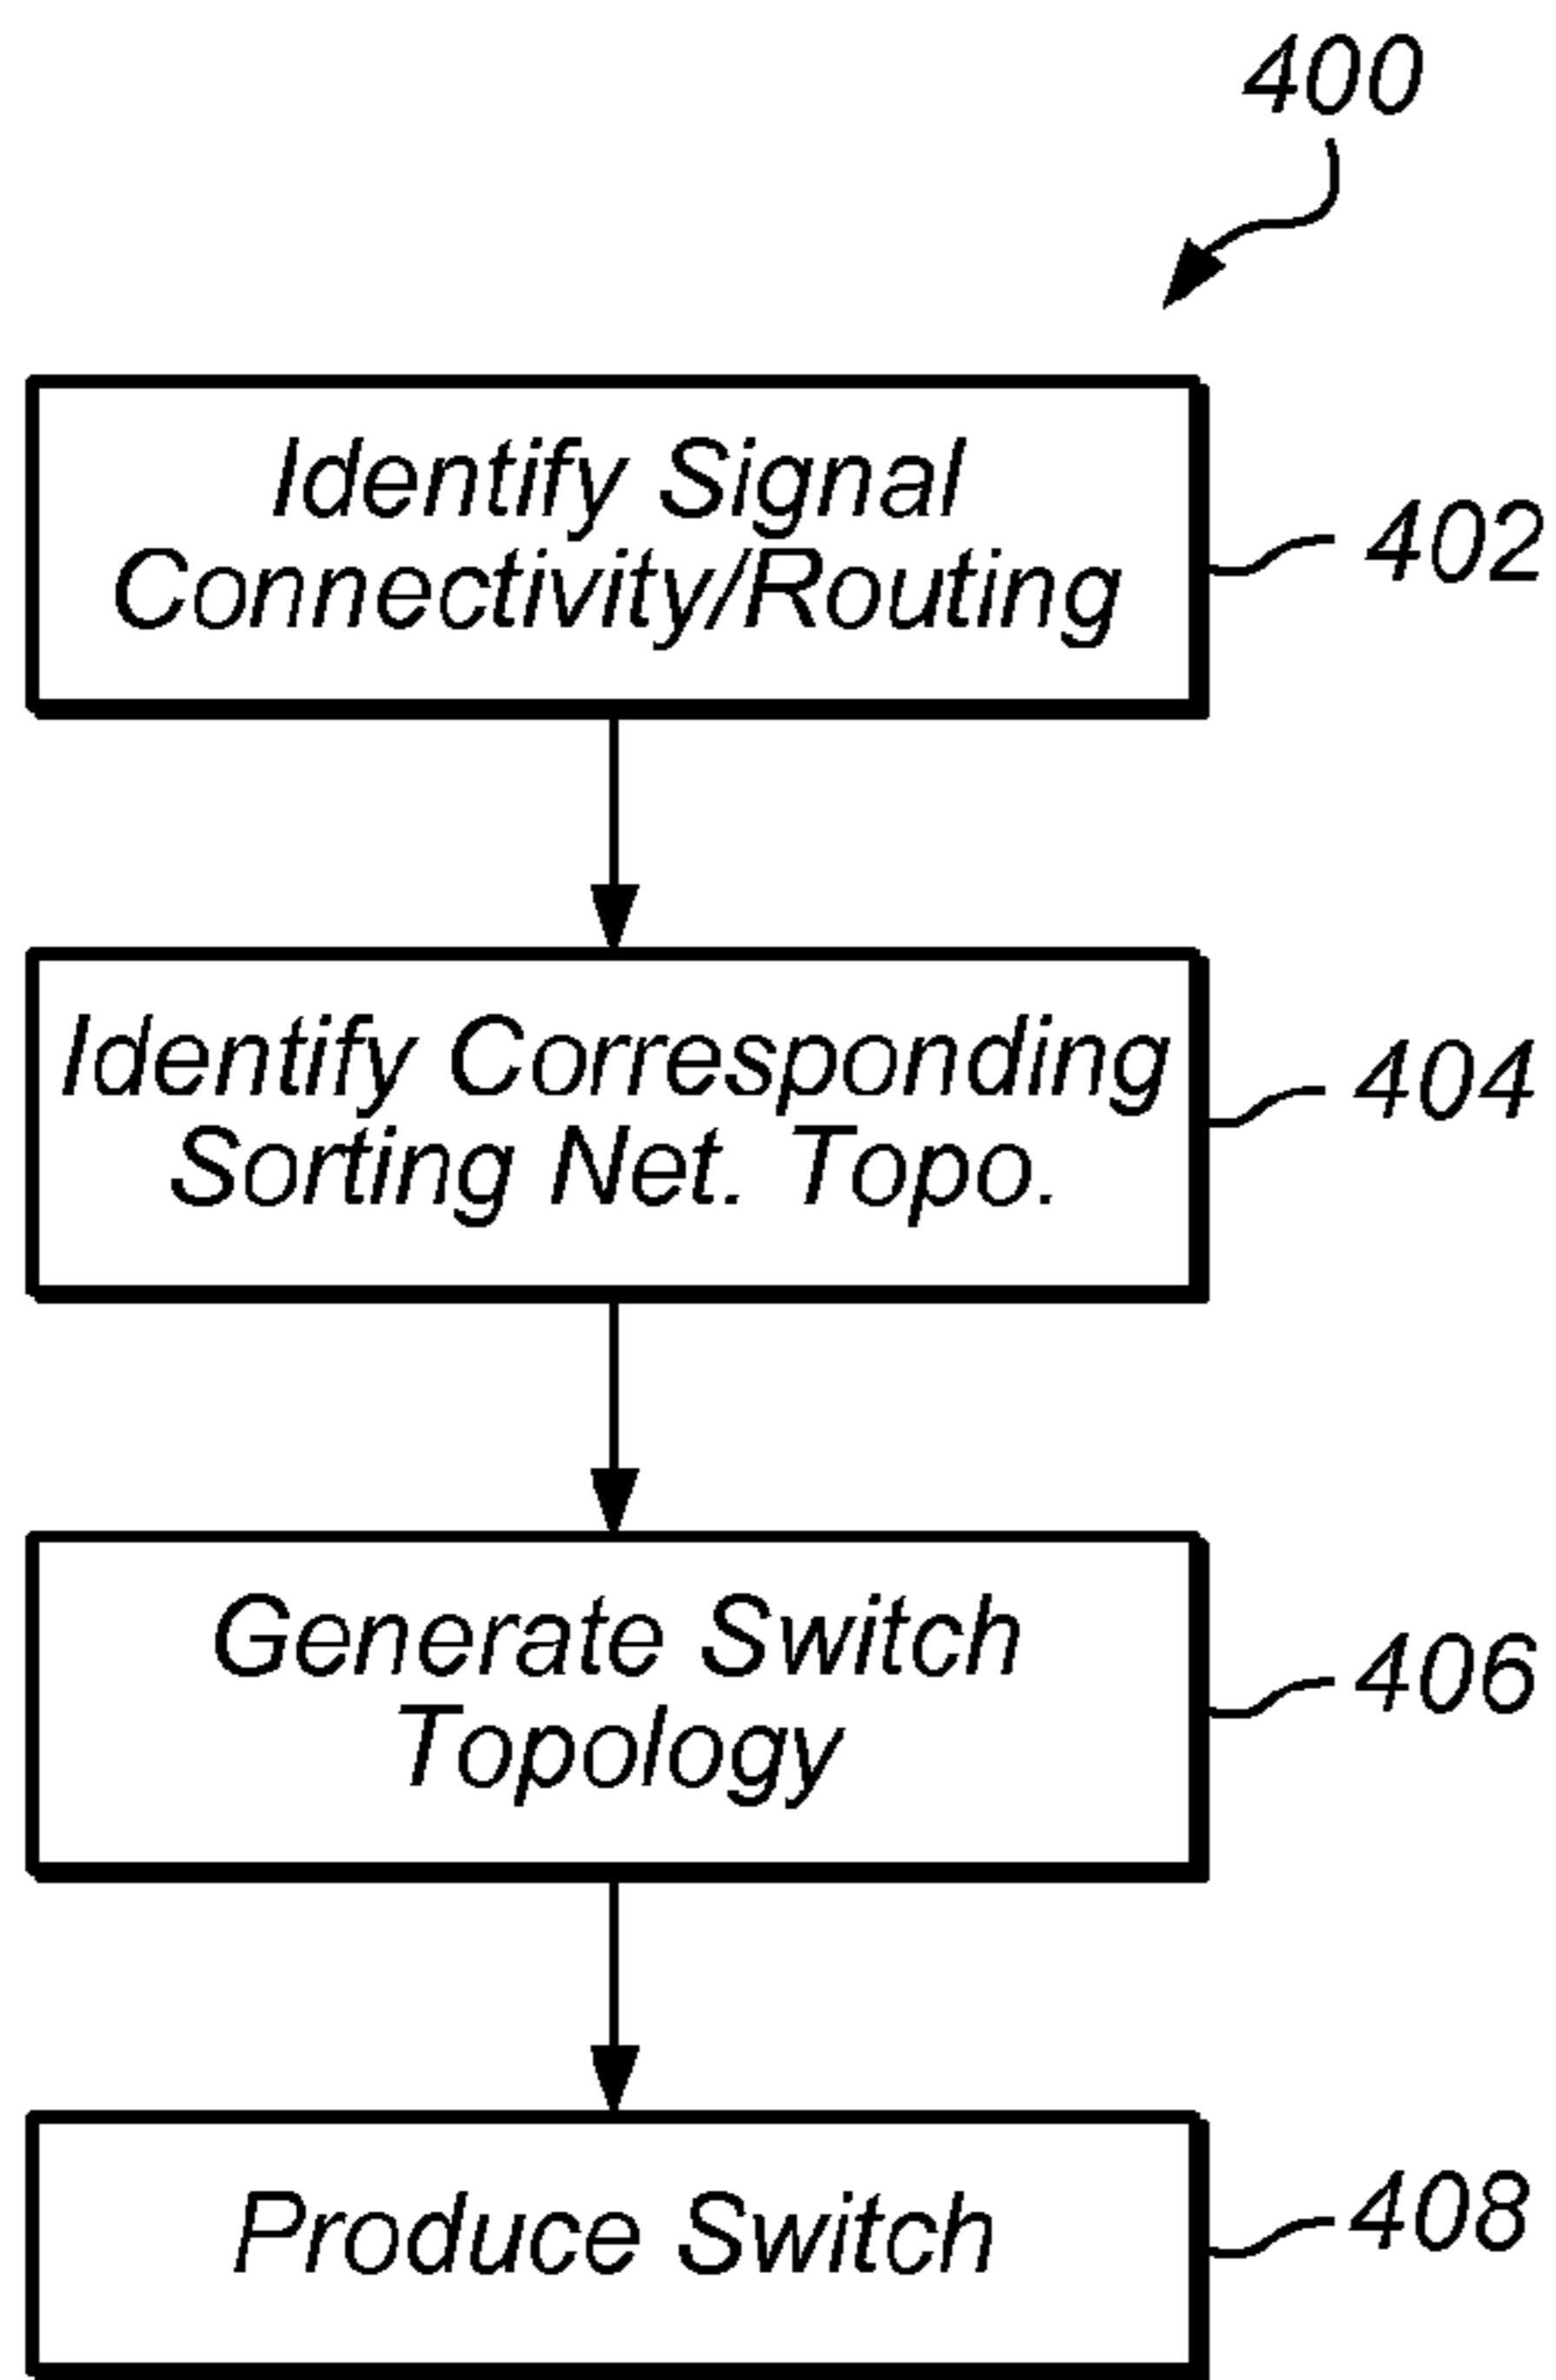 400
Identify Signal
Connectivity/Routing
402
Identify Corresponding
Sorting Net. Topo.
404
Generate Switch
Topology
406
Produce Switch
408